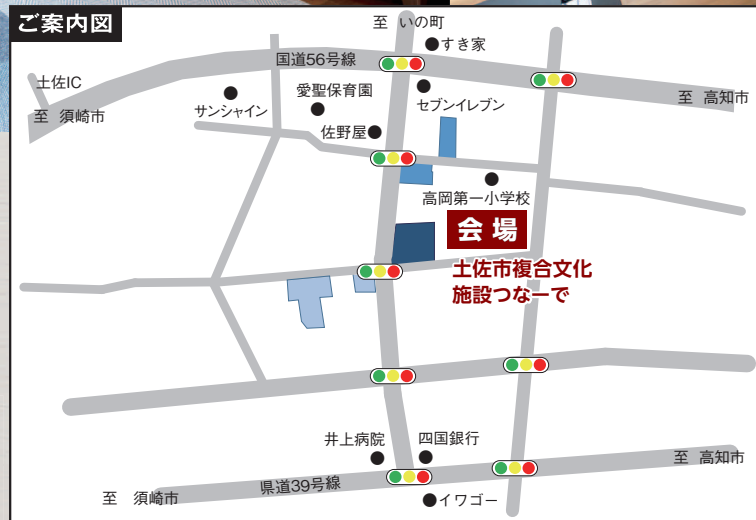 ご案内図
至 いの町
すき家
国道56号線
土佐IC
至 須崎市
サンシャイン
愛聖保育園
セブンイレブン
至 高知市
佐野屋
高岡第一小学校
会場
土佐市複合文化
施設つなーで
井上病院
四国銀行
至 高知市
県道39号線
至 須崎市
イワゴー